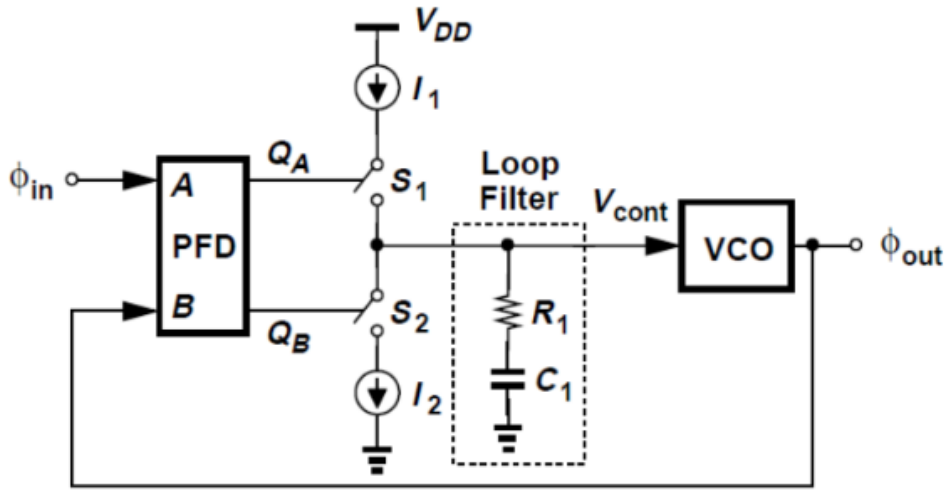 V_DD
I_1
Q_A
S_1
Loop
Filter
ϕ_in
A
PFD
B
V_cont
VCO
ϕ_out
Q_B
S_2
R_1
C_1
I_2